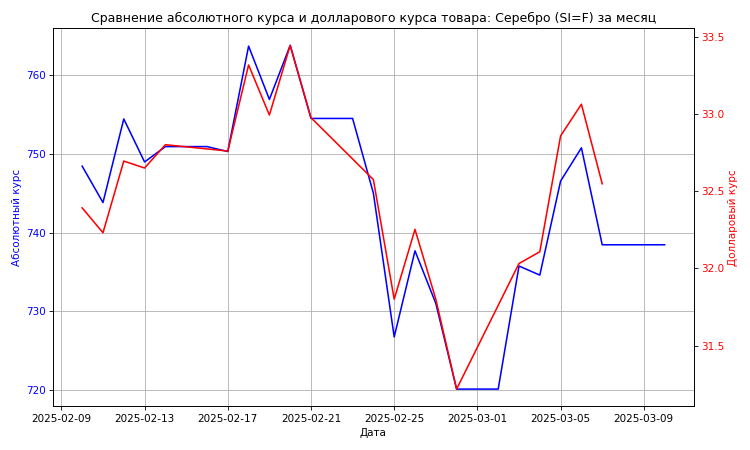 Сравнение абсолютного курса и долларового курса товара: Серебро (SI=F) за месяц
33.5
760
33.0
750
32.5
740
32.0
730
31.5
720
Абсолютный курс
Долларовый курс
2025-02-09 2025-02-13 2025-02-17 2025-02-21 2025-02-25 2025-03-01 2025-03-05 2025-03-09
Дата